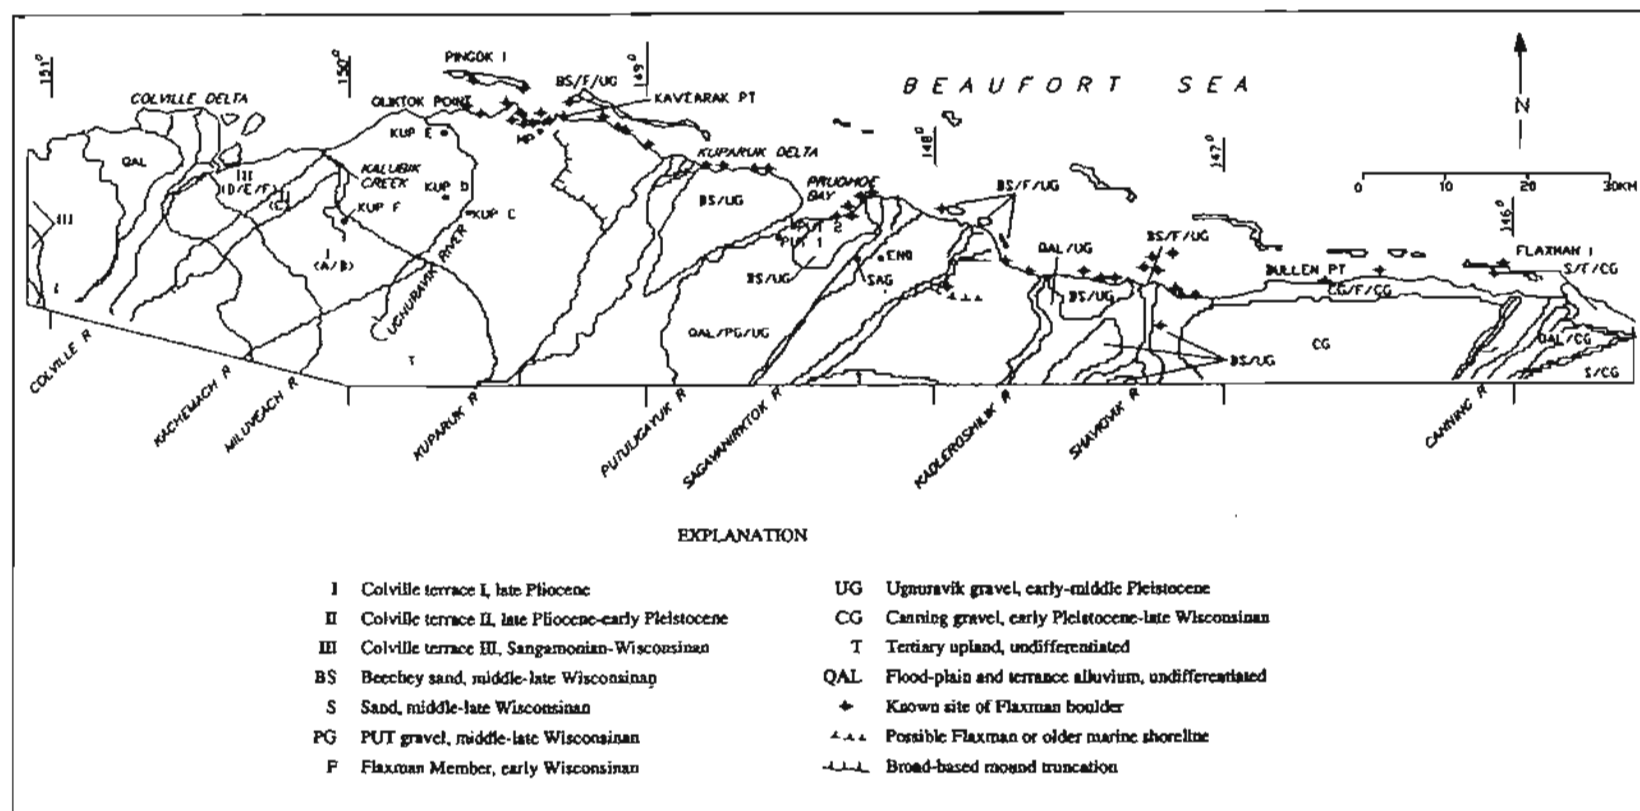 BEAUFORT SEA
N
0 10 20 30KM
151°
150°
149°
148°
147°
146°
PINGOK I
COLVILLE DELTA
OLIKTOK POINT
BS/F/UG
KAVEARAK PT
KUP E
MP
QAL
III
(D/E/F)
(C)
KALUBIK
CREEK
KUPARUK DELTA
KUP D
KUP F
KUP C
BS/UG
PRUDHOE
BAY
PUT 2
PUT 1
BS/F/UG
III
I
I
(A/B)
UGNURAVIK RIVER
BS/UG
ENQ
SAG
QAL/UG
BS/F/UG
BS/UG
BULLEN PT
CG/F/CG
FLAXMAN I
S/F/CG
T
QAL/PG/UG
BS/UG
CG
QAL/CG
S/CG
COLVILLE R
KACHEMACH R
MILUVEACH R
KUPARUK R
PUTULIGAYUK R
SAGAVANIRKTOK R
KADLEROSHILIK R
SHAVIOVIK R
CANNING R
EXPLANATION
I Colville terrace I, late Pliocene
II Colville terrace II, late Pliocene-early Pleistocene
III Colville terrace III, Sangamonian-Wisconsinan
BS Beechey sand, middle-late Wisconsinan
S Sand, middle-late Wisconsinan
PG PUT gravel, middle-late Wisconsinan
F Flaxman Member, early Wisconsinan
UG Ugnuravik gravel, early-middle Pleistocene
CG Canning gravel, early Pleistocene-late Wisconsinan
T Tertiary upland, undifferentiated
QAL Flood-plain and terrance alluvium, undifferentiated
Known site of Flaxman boulder
Possible Flaxman or older marine shoreline
Broad-based mound truncation